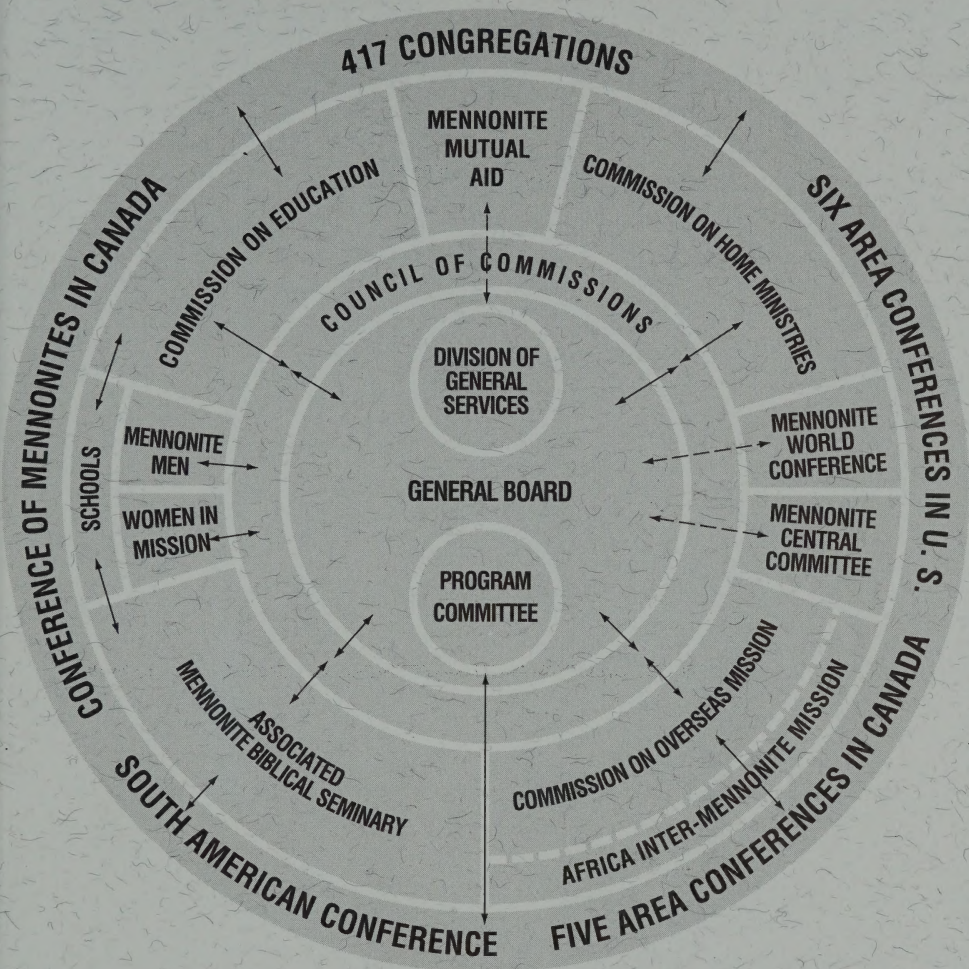 417 CONGREGATIONS
SIX AREA CONFERENCES IN U.S.
FIVE AREA CONFERENCES IN CANADA
SOUTH AMERICAN CONFERENCE
CONFERENCE OF MENNONITES IN CANADA
MENNONITE
MUTUAL
AID
COMMISSION ON EDUCATION
COMMISSION ON HOME MINISTRIES
COUNCIL OF COMMISSIONS
DIVISION OF
GENERAL
SERVICES
SCHOOLS
MENNONITE
MEN
WOMEN IN
MISSION
GENERAL BOARD
MENNONITE
WORLD
CONFERENCE
MENNONITE
CENTRAL
COMMITTEE
PROGRAM
COMMITTEE
ASSOCIATED
MENNONITE BIBLICAL SEMINARY
COMMISSION ON OVERSEAS MISSION
AFRICA INTER-MENNONITE MISSION